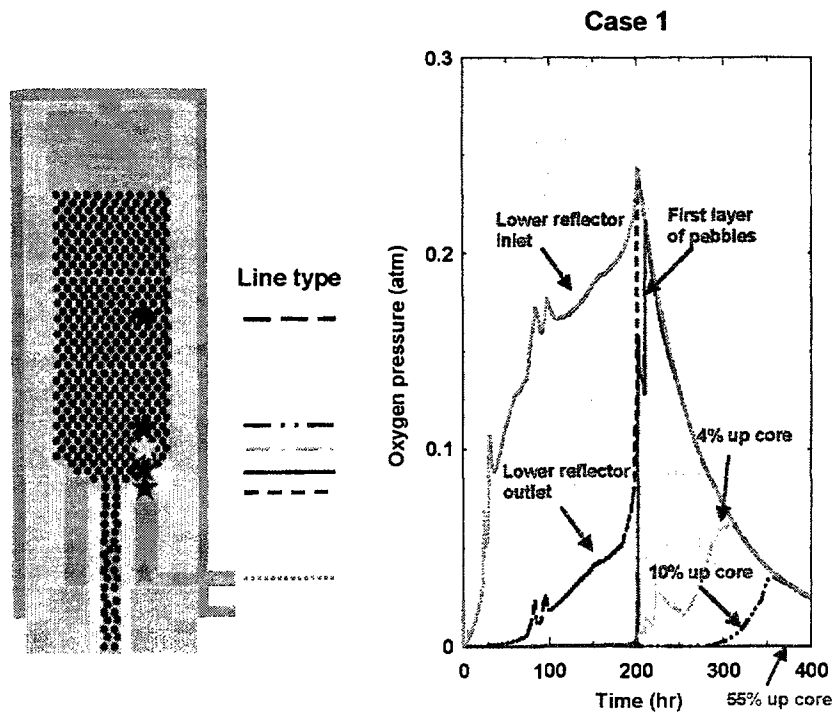 Case 1
Line type
Oxygen pressure (atm)
0.3
0.2
0.1
0
Lower reflector
inlet
First layer
of pebbles
4% up core
Lower reflector
outlet
10% up core
0
100
200
300
400
Time (hr)
55% up core